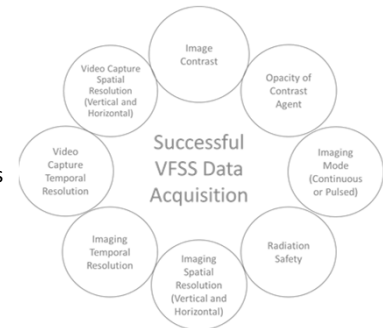 Image
Contrast
Opacity of
Contrast
Agent
Imaging
Mode
(Continuous
or Pulsed)
Radiation
Safety
Imaging
Spatial
Resolution
(Vertical and
Horizontal)
Imaging
Temporal
Resolution
Video
Capture
Temporal
Resolution
Video Capture
Spatial
Resolution
(Vertical and
Horizontal)
Successful
VFSS Data
Acquisition
s